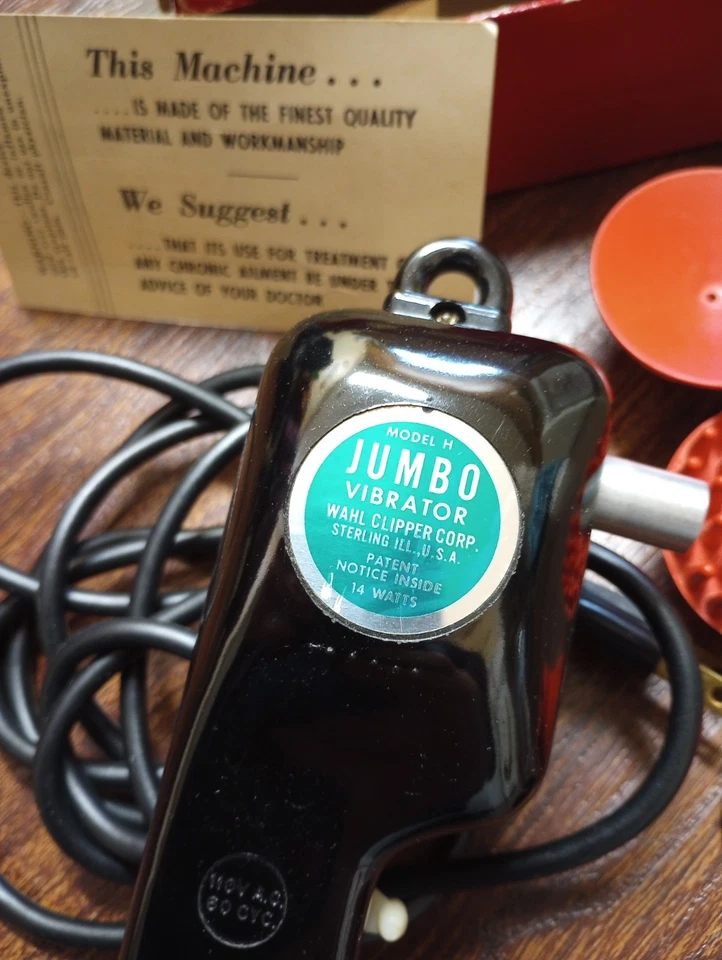 This Machine . . .
. . . . IS MADE OF THE FINEST QUALITY
MATERIAL AND WORKMANSHIP
We Suggest . . .
. . . . THAT ITS USE FOR TREATMENT
ANY CHRONIC AILMENT BE UNDER
ADVICE OF YOUR DOCTOR
MODEL H
JUMBO
VIBRATOR
WAHL CLIPPER CORP.
STERLING ILL., U.S.A.
PATENT
NOTICE INSIDE
14 WATTS
110V A.C.
60 CYC.